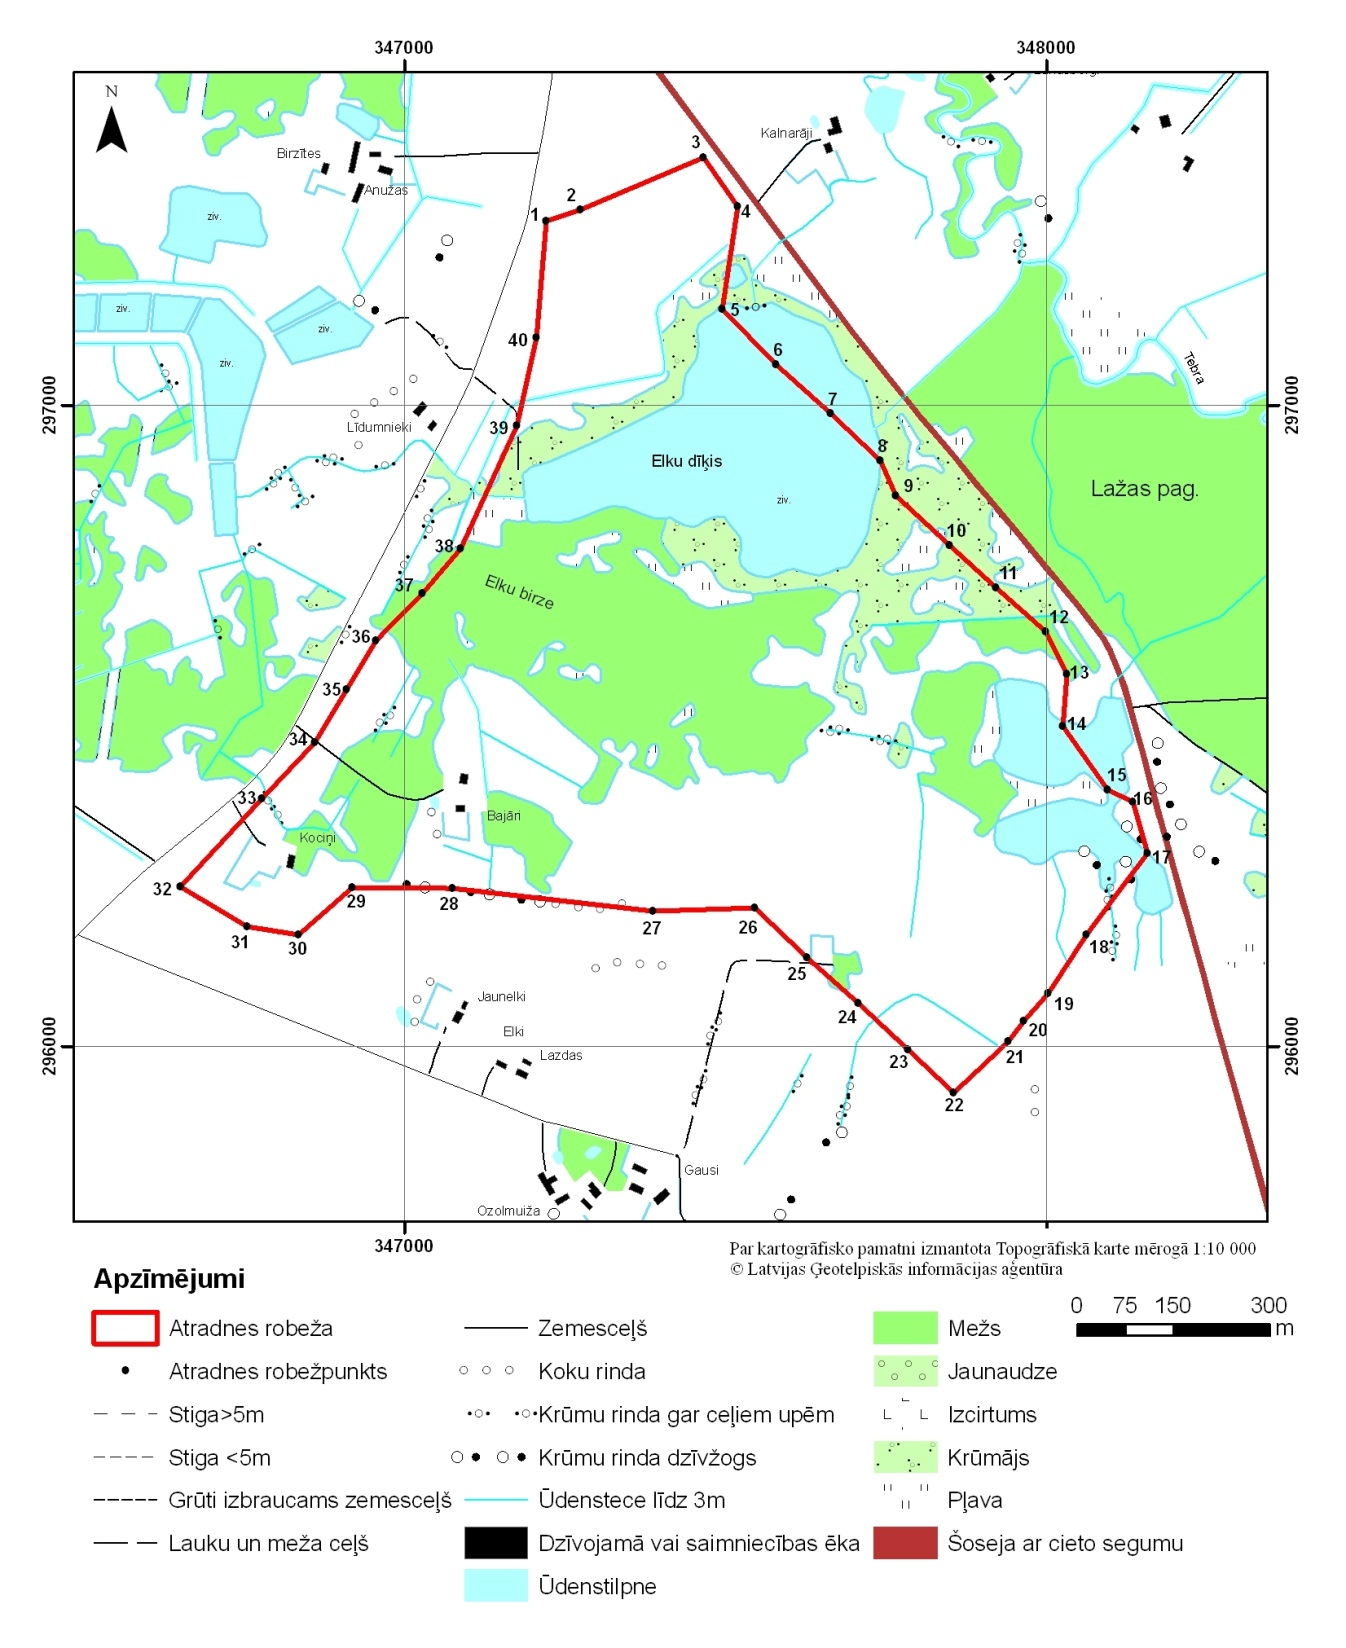 347000
348000
N
Birzītes
Anužas
Kalnarāji
ziv.
ziv.
ziv.
ziv.
297000
297000
Tebra
Līdumnieki
Elku dīķis
ziv.
Lažas pag.
Elku birze
Kociņi
Bajāri
Jaunelki
Elki
Lazdas
296000
296000
Gausi
Ozolmuiža
1
2
3
4
5
6
7
8
9
10
11
12
13
14
15
16
17
18
19
20
21
22
23
24
25
26
27
28
29
30
31
32
33
34
35
36
37
38
39
40
347000
Par kartogrāfisko pamatni izmantota Topogrāfiskā karte mērogā 1:10 000
© Latvijas Ģeotelpiskās informācijas aģentūra
Apzīmējumi
0 75 150 300
m
Atradnes robeža
Atradnes robežpunkts
Stiga>5m
Stiga <5m
Grūti izbraucams zemesceļš
Lauku un meža ceļš
Zemesceļš
Koku rinda
Krūmu rinda gar ceļiem upēm
Krūmu rinda dzīvžogs
Ūdenstece līdz 3m
Dzīvojamā vai saimniecības ēka
Ūdenstilpne
Mežs
Jaunaudze
Izcirtums
Krūmājs
Pļava
Šoseja ar cieto segumu